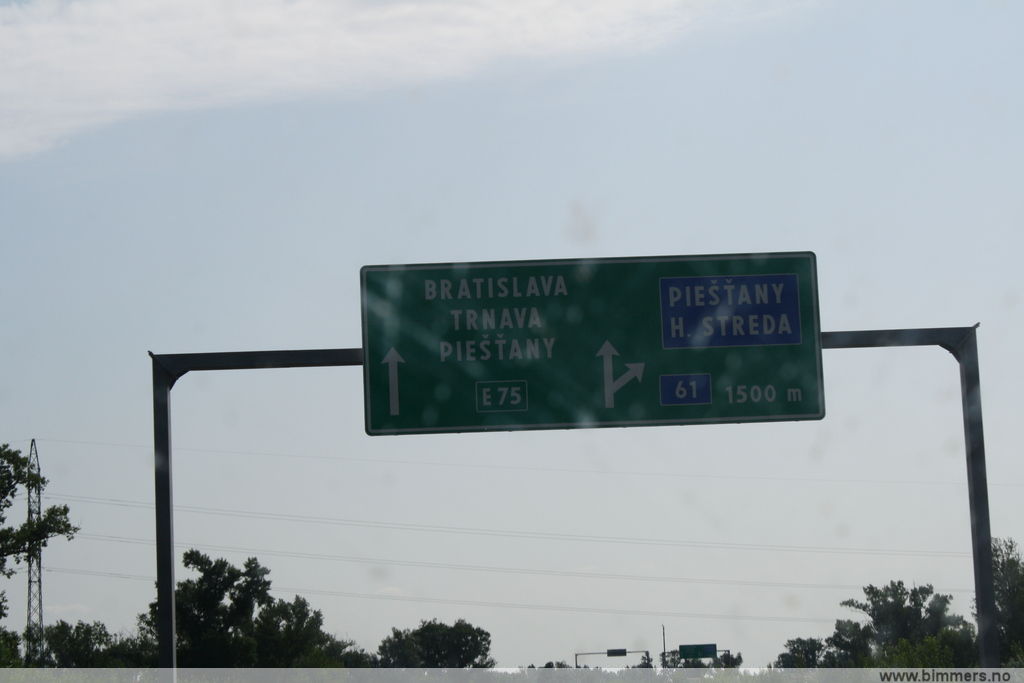 BRATISLAVA
TRNAVA
PIEŠŤANY
E 75
PIEŠŤANY
H. STREDA
61 1500 m
www.bimmers.no